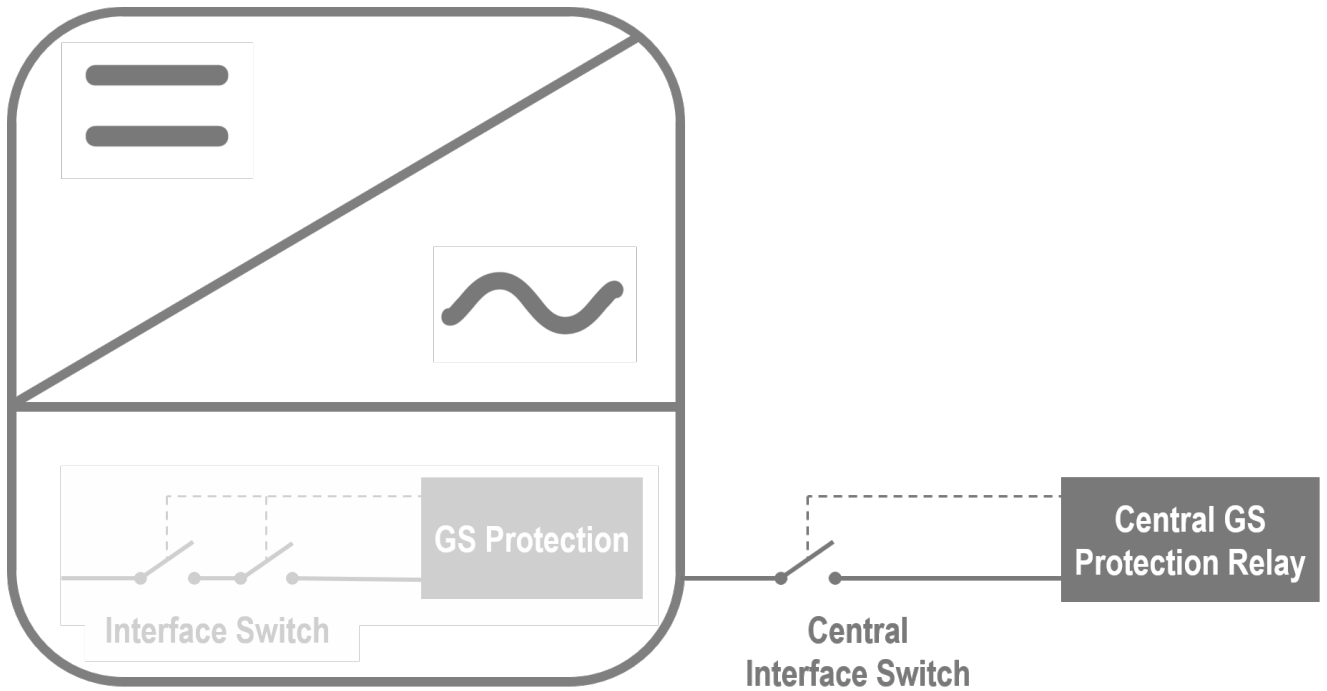 GS Protection
Interface Switch
Central GS
Protection Relay
Central
Interface Switch